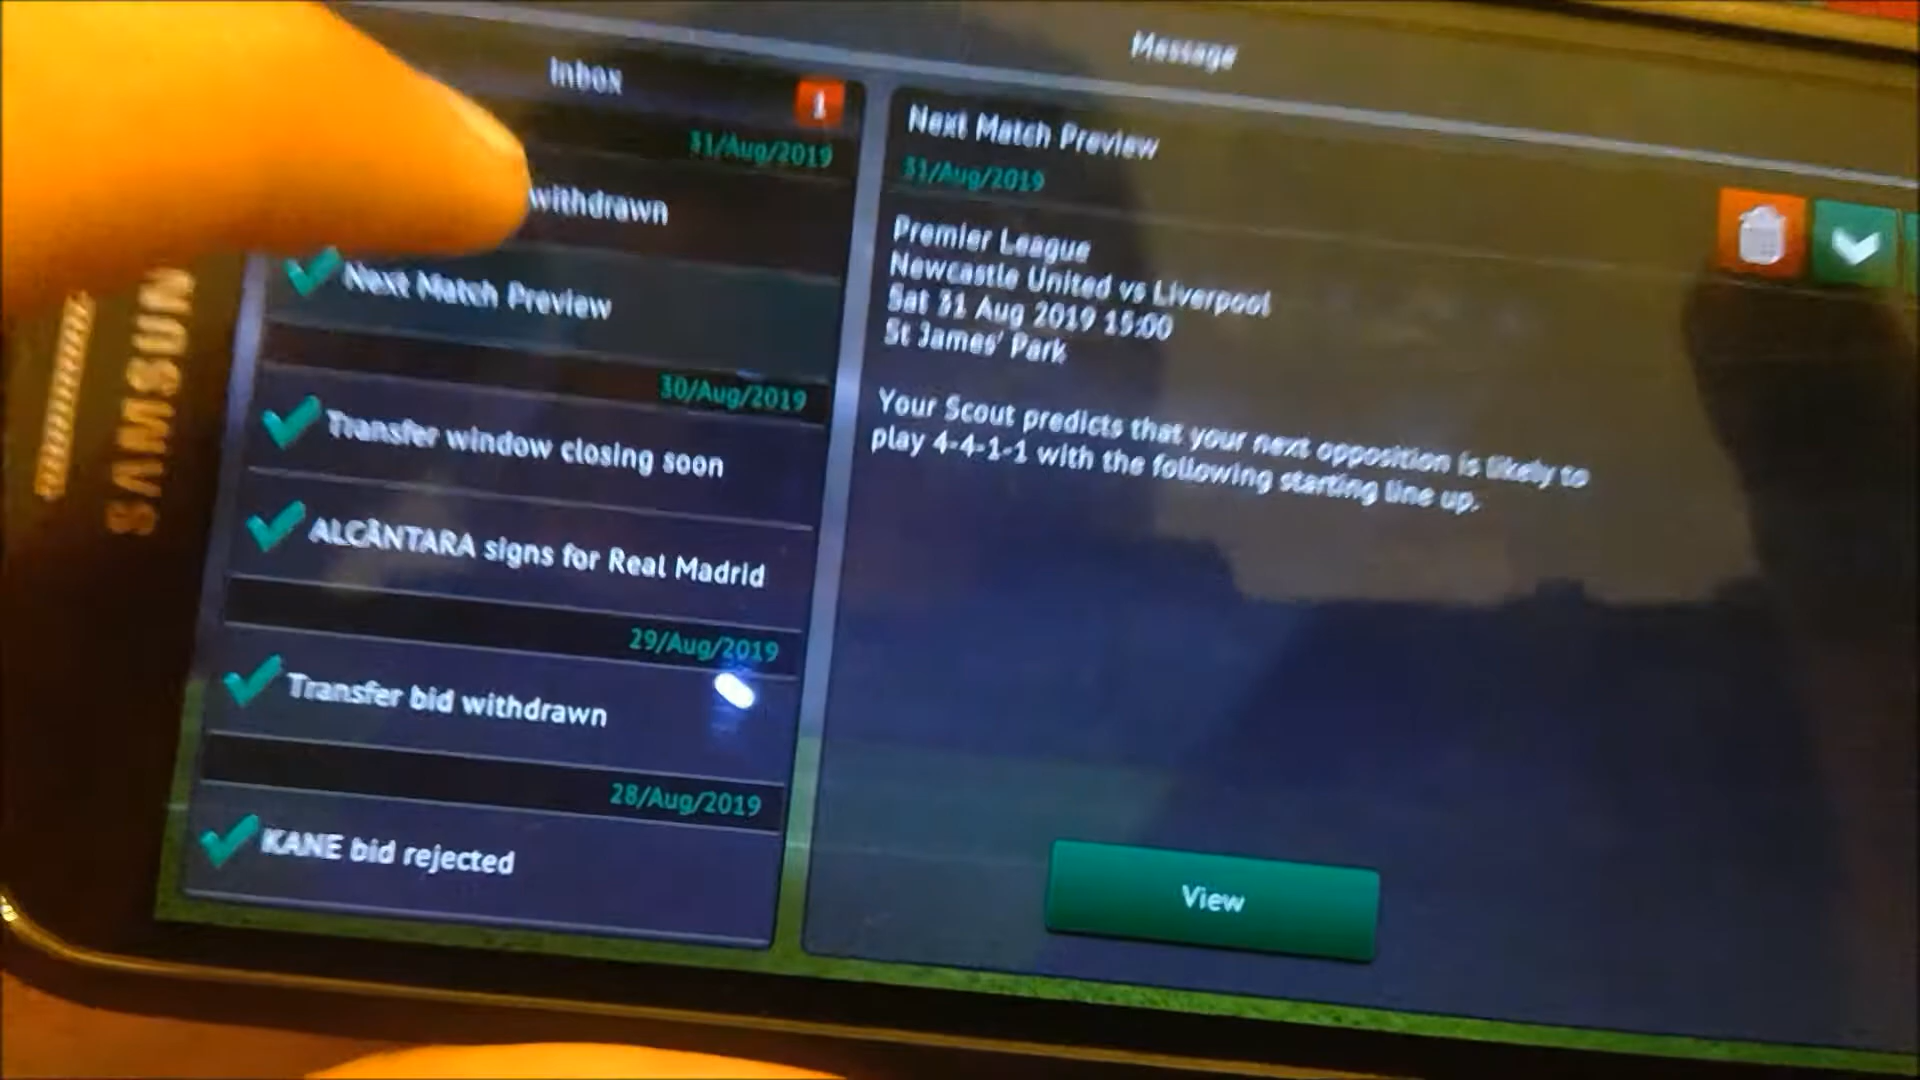 SAMSUN
Inbox
1
31/Aug/2019
withdrawn
Next Match Preview
30/Aug/2019
Transfer window closing soon
ALCÂNTARA signs for Real Madrid
29/Aug/2019
Transfer bid withdrawn
28/Aug/2019
KANE bid rejected
Message
Next Match Preview
31/Aug/2019
Premier League
Newcastle United vs Liverpool
Sat 31 Aug 2019 15:00
St James' Park
Your Scout predicts that your next opposition is likely to
play 4-4-1-1 with the following starting line up.
View